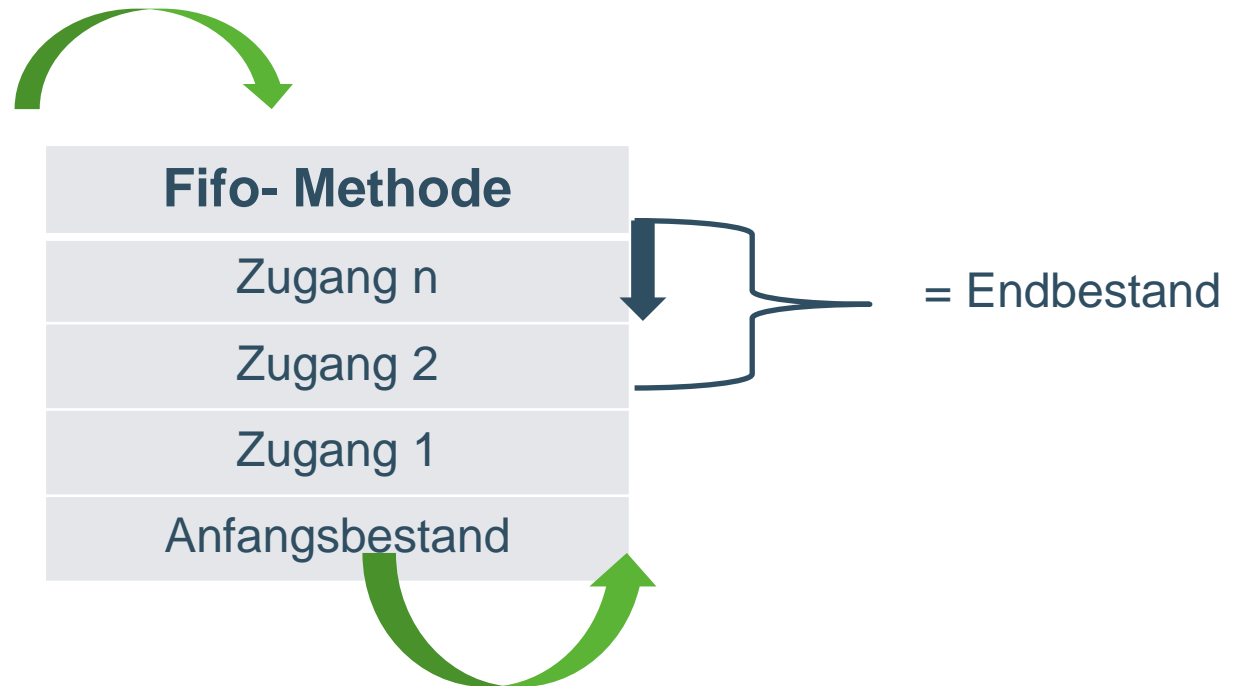 Fifo- Methode
Zugang n
= Endbestand
Zugang 2
Zugang 1
Anfangsbestand